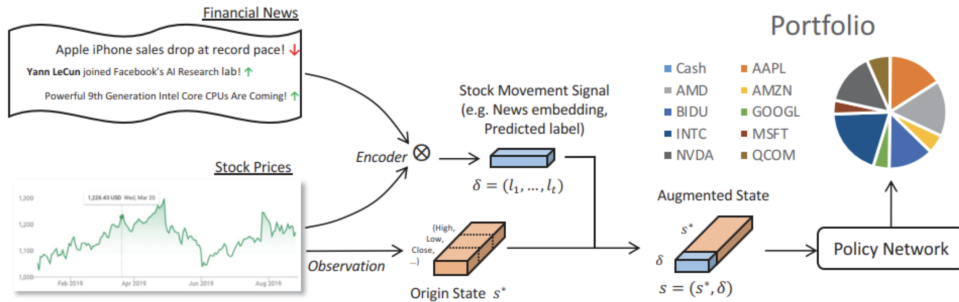 Financial News
Apple iPhone sales drop at record pace! ↓
Yann LeCun joined Facebook's AI Research lab! ↑
Powerful 9th Generation Intel Core CPUs Are Coming! ↑
Stock Prices
1,226.43 USD Wed, Mar 20
1,300
1,200
1,100
1,000
Feb 2019
Apr 2019
Jun 2019
Aug 2019
Encoder
⊗
Observation
Stock Movement Signal
(e.g. News embedding,
Predicted label)
δ = (l₁, ..., lₜ)
(High,
Low,
Close,
...)
Origin State s*
Augmented State
s*
δ
s = (s*, δ)
Policy Network
Portfolio
Cash
AAPL
AMD
AMZN
BIDU
GOOGL
INTC
MSFT
NVDA
QCOM